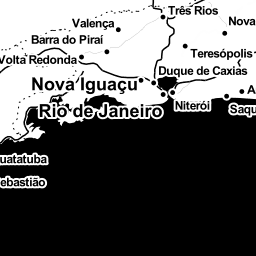 Três Rios
Valença
Nova
Barra do Piraí
Teresópolis
Volta Redonda
Duque de Caxias
Nova Iguaçu
A
Niterói
Rio de Janeiro
Saqu
uatatuba
ebastião